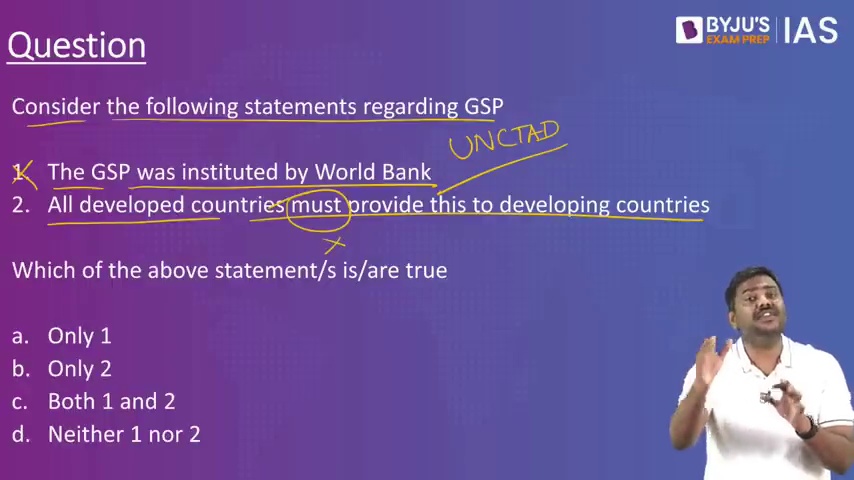 BYJU'S
EXAM PREP
IAS
Question
Consider the following statements regarding GSP
UNCTAD
1. The GSP was instituted by World Bank
2. All developed countries must provide this to developing countries
Which of the above statement/s is/are true
a. Only 1
b. Only 2
c. Both 1 and 2
d. Neither 1 nor 2